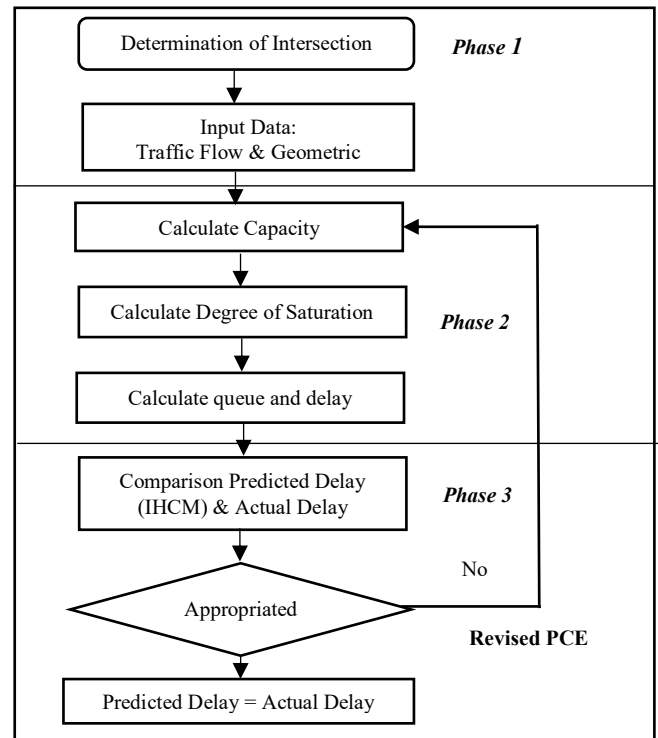 Determination of Intersection
Phase 1
Input Data:
Traffic Flow & Geometric
Calculate Capacity
Calculate Degree of Saturation
Phase 2
Calculate queue and delay
Comparison Predicted Delay
(IHCM) & Actual Delay
Phase 3
No
Appropriated
Revised PCE
Predicted Delay = Actual Delay